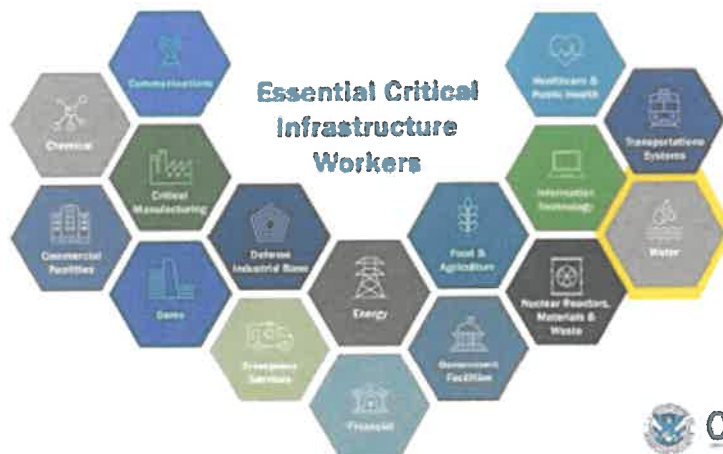 Communications
Healthcare &
Public Health
Essential Critical
Infrastructure
Workers
Chemical
Transportations
Systems
Critical
Manufacturing
Information
Technology
Commercial
Facilities
Defense
Industrial Base
Food &
Agriculture
Water
Dams
Energy
Nuclear Reactors,
Materials &
Waste
Emergency
Services
Government
Facilities
Financial